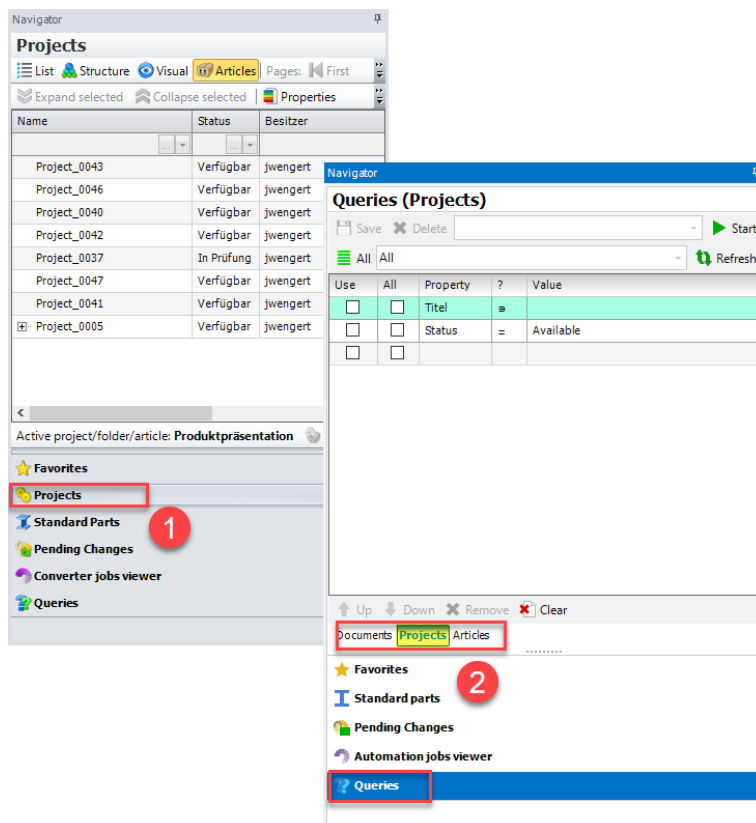 Navigator
Projects
List Structure Visual Articles Pages: First
Expand selected Collapse selected Properties
Name Status Besitzer
... ...
Project_0043 Verfügbar jwengert
Project_0046 Verfügbar jwengert
Project_0040 Verfügbar jwengert
Project_0042 Verfügbar jwengert
Project_0037 In Prüfung jwengert
Project_0047 Verfügbar jwengert
Project_0041 Verfügbar jwengert
Project_0005 Verfügbar jwengert
Active project/folder/article: Produktpräsentation
Favorites
Projects
1
Standard Parts
Pending Changes
Converter jobs viewer
Queries
Navigator
Queries (Projects)
Save Delete Start
All All Refresh
Use All Property ? Value
Titel
Status = Available
Up Down Remove Clear
Documents Projects Articles
2
Favorites
Standard parts
Pending Changes
Automation jobs viewer
Queries